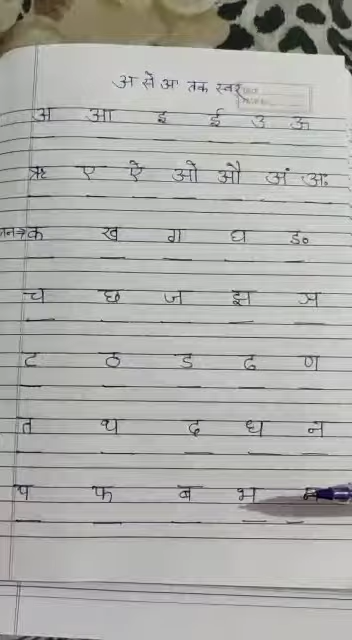 अ से अः तक स्वर
अ आ इ ई उ ऊ
ऋ ए ऐ ओ औ अं अः
क ख ग घ ङ
च छ ज झ ञ
ट ठ ड ढ ण
त थ द ध न
प फ ब भ म